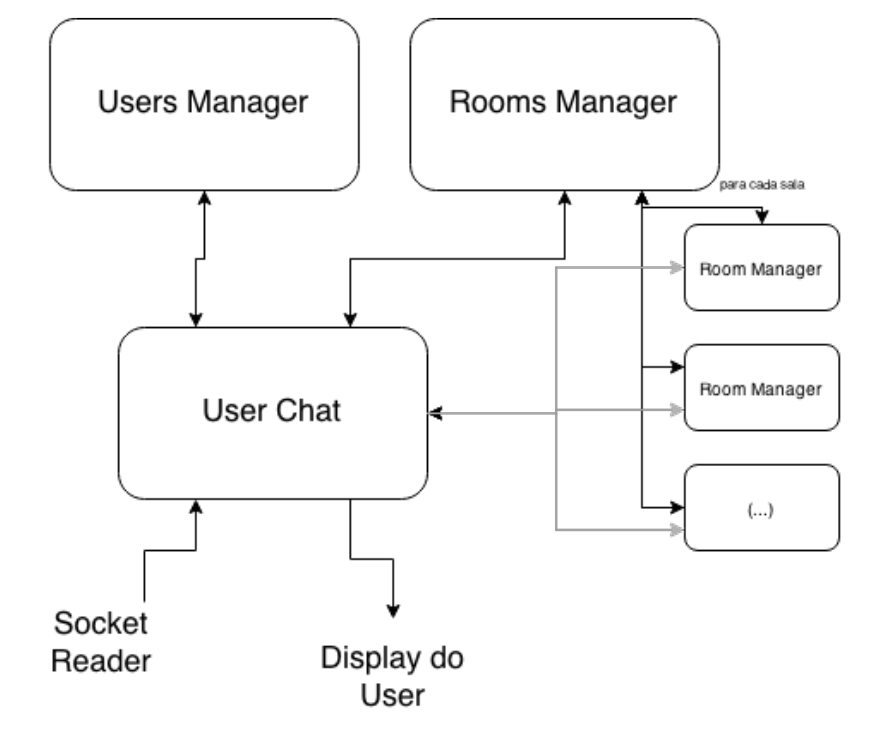 Users Manager
Rooms Manager
para cada sala
Room Manager
Room Manager
User Chat
(...)
Socket
Reader
Display do
User